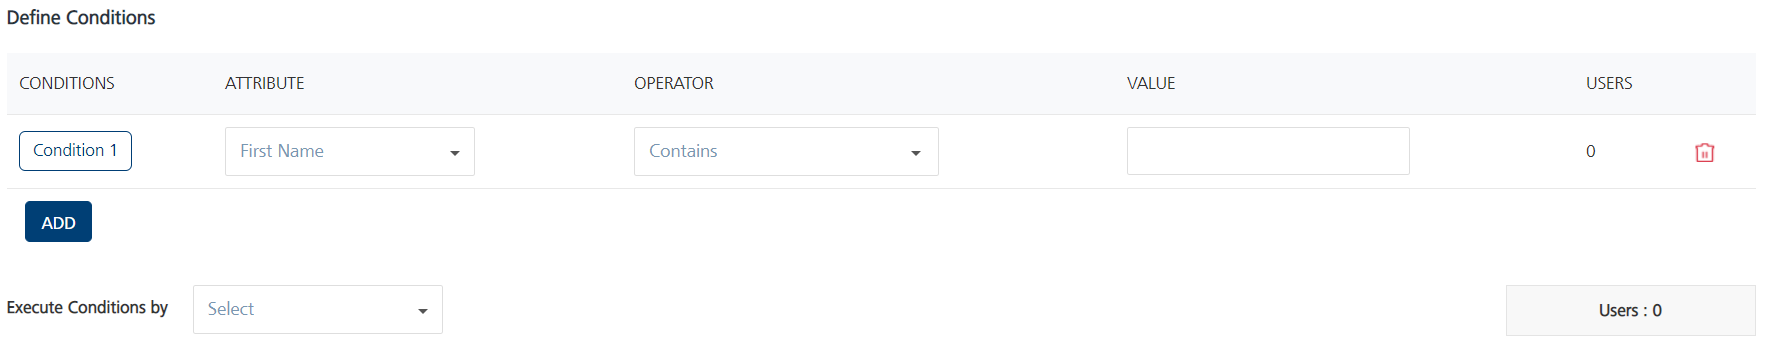 Define Conditions
CONDITIONS ATTRIBUTE OPERATOR VALUE USERS
Condition 1 First Name Contains 0
ADD
Execute Conditions by Select Users : 0